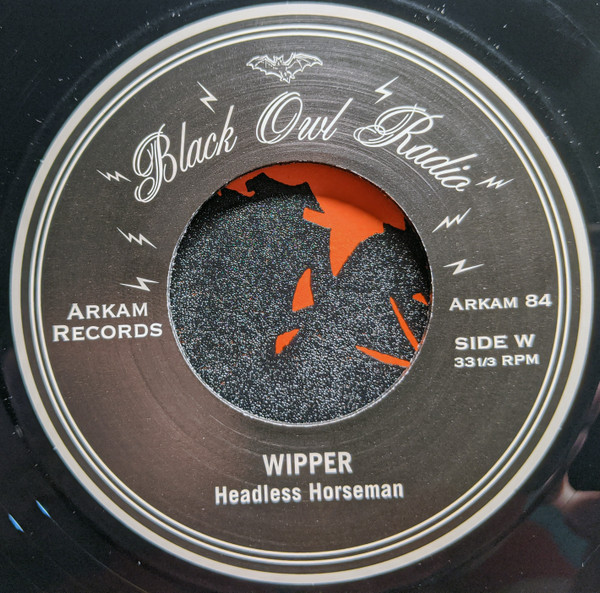 Black Owl Radio
Arkam
Records
Arkam 84
SIDE W
33 1/3 RPM
WIPPER
Headless Horseman